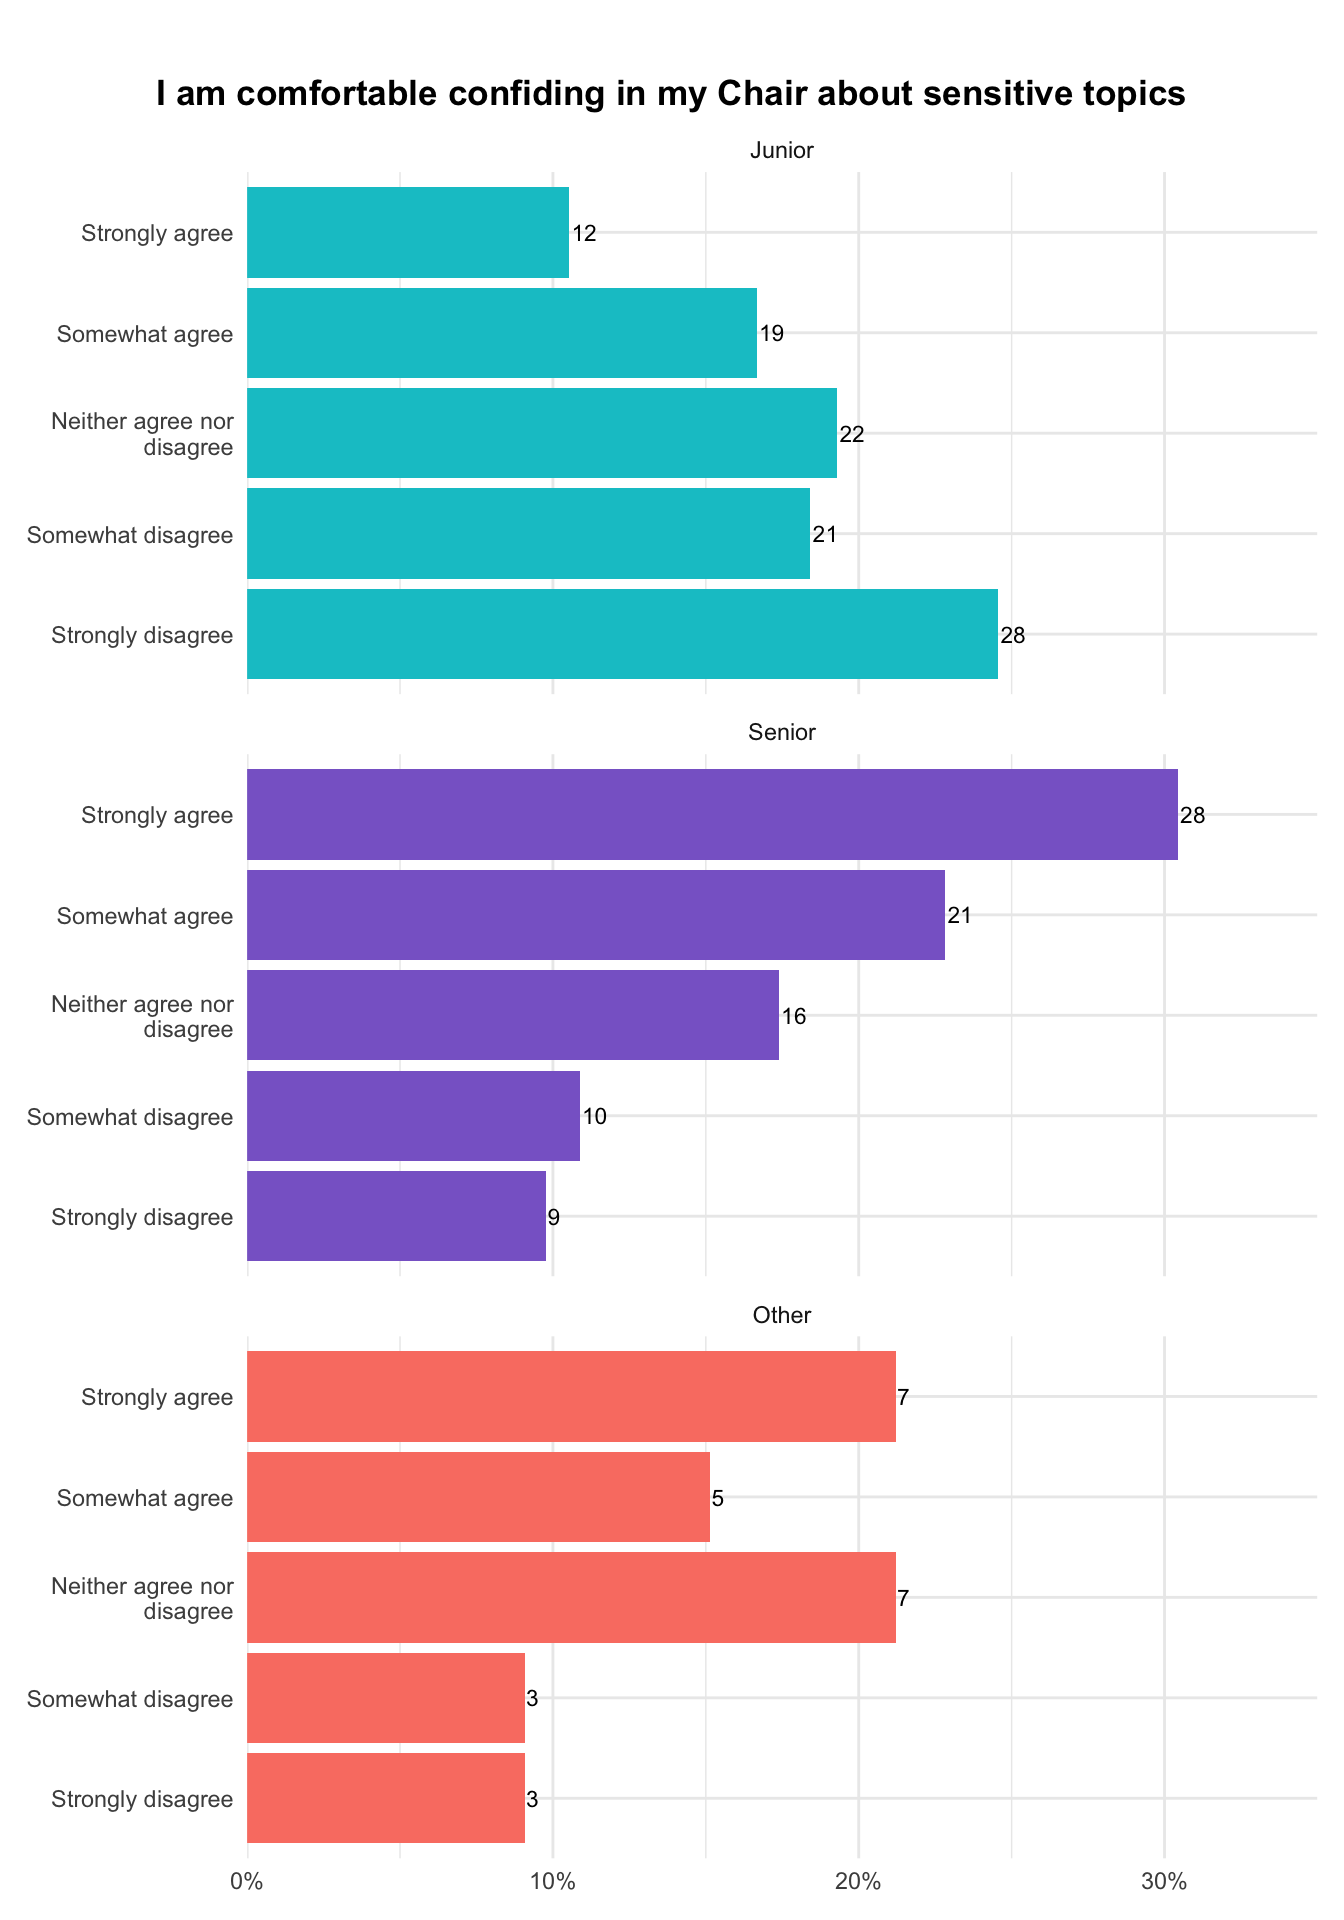 I am comfortable confiding in my Chair about sensitive topics
Junior
Strongly agree
12
Somewhat agree
19
Neither agree nor
disagree
22
Somewhat disagree
21
Strongly disagree
28
Senior
Strongly agree
28
Somewhat agree
21
Neither agree nor
disagree
16
Somewhat disagree
10
Strongly disagree
9
Other
Strongly agree
7
Somewhat agree
5
Neither agree nor
disagree
7
Somewhat disagree
3
Strongly disagree
3
0% 10% 20% 30%